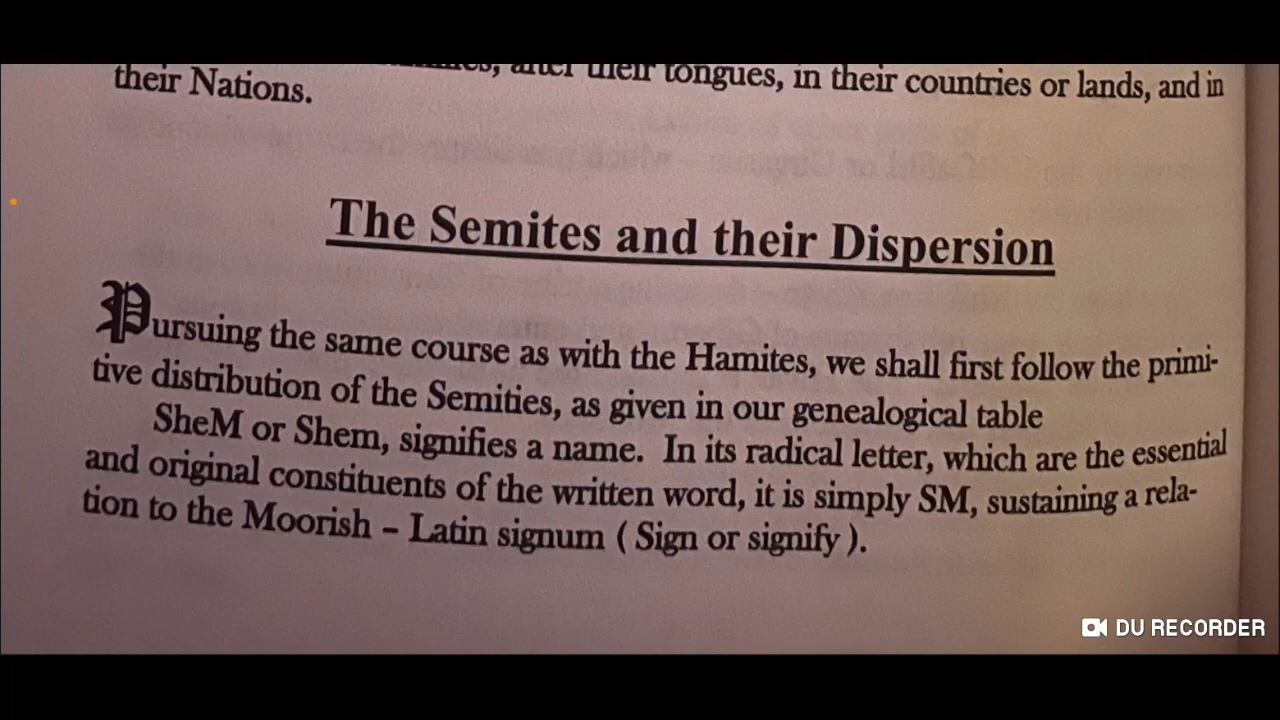 after their tongues, in their countries or lands, and in
their Nations.
The Semites and their Dispersion
Pursuing the same course as with the Hamites, we shall first follow the primi-
tive distribution of the Semities, as given in our genealogical table
SheM or Shem, signifies a name. In its radical letter, which are the essential
and original constituents of the written word, it is simply SM, sustaining a rela-
tion to the Moorish – Latin signum ( Sign or signify ).
DU RECORDER